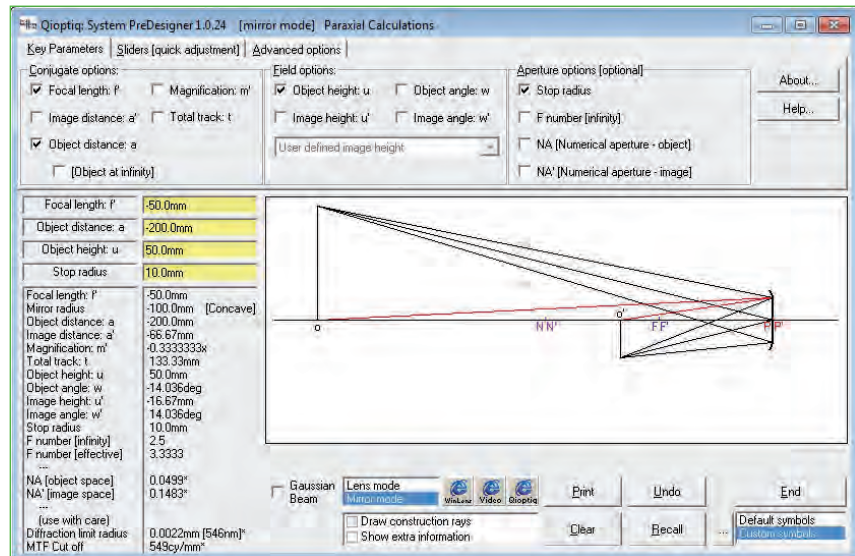 Qioptiq: System PreDesigner 1.0.24 [mirror mode] Paraxial Calculations
Key Parameters Sliders [quick adjustment] Advanced options
Conjugate options:
Focal length: f' Magnification: m'
Image distance: a' Total track: t
Object distance: a
[Object at infinity]
Field options:
Object height: u Object angle: w
Image height: u' Image angle: w'
User defined image height
Aperture options [optional]
Stop radius
F number [infinity]
NA [Numerical aperture - object]
NA' [Numerical aperture - image]
About...
Help...
Focal length: f' -50.0mm
Object distance: a -200.0mm
Object height: u 50.0mm
Stop radius 10.0mm
Focal length: f' -50.0mm
Mirror radius -100.0mm [Concave]
Object distance: a -200.0mm
Image distance: a' -66.67mm
Magnification: m' -0.3333333x
Total track: t 133.33mm
Object height: u 50.0mm
Object angle: w -14.036deg
Image height: u' -16.67mm
Image angle: w' 14.036deg
Stop radius 10.0mm
F number [infinity] 2.5
F number [effective] 3.3333
...
NA [object space] 0.0499*
NA' [image space] 0.1483*
...
(use with care)
Diffraction limit radius 0.0022mm [546nm]*
MTF Cut off 549cy/mm*
o N N' o' F F' P P'
Gaussian Beam
Lens mode
Mirror mode
WinLens Video Qioptiq
Draw construction rays
Show extra information
Print Undo End
Clear Recall ...
Default symbols
Custom symbols